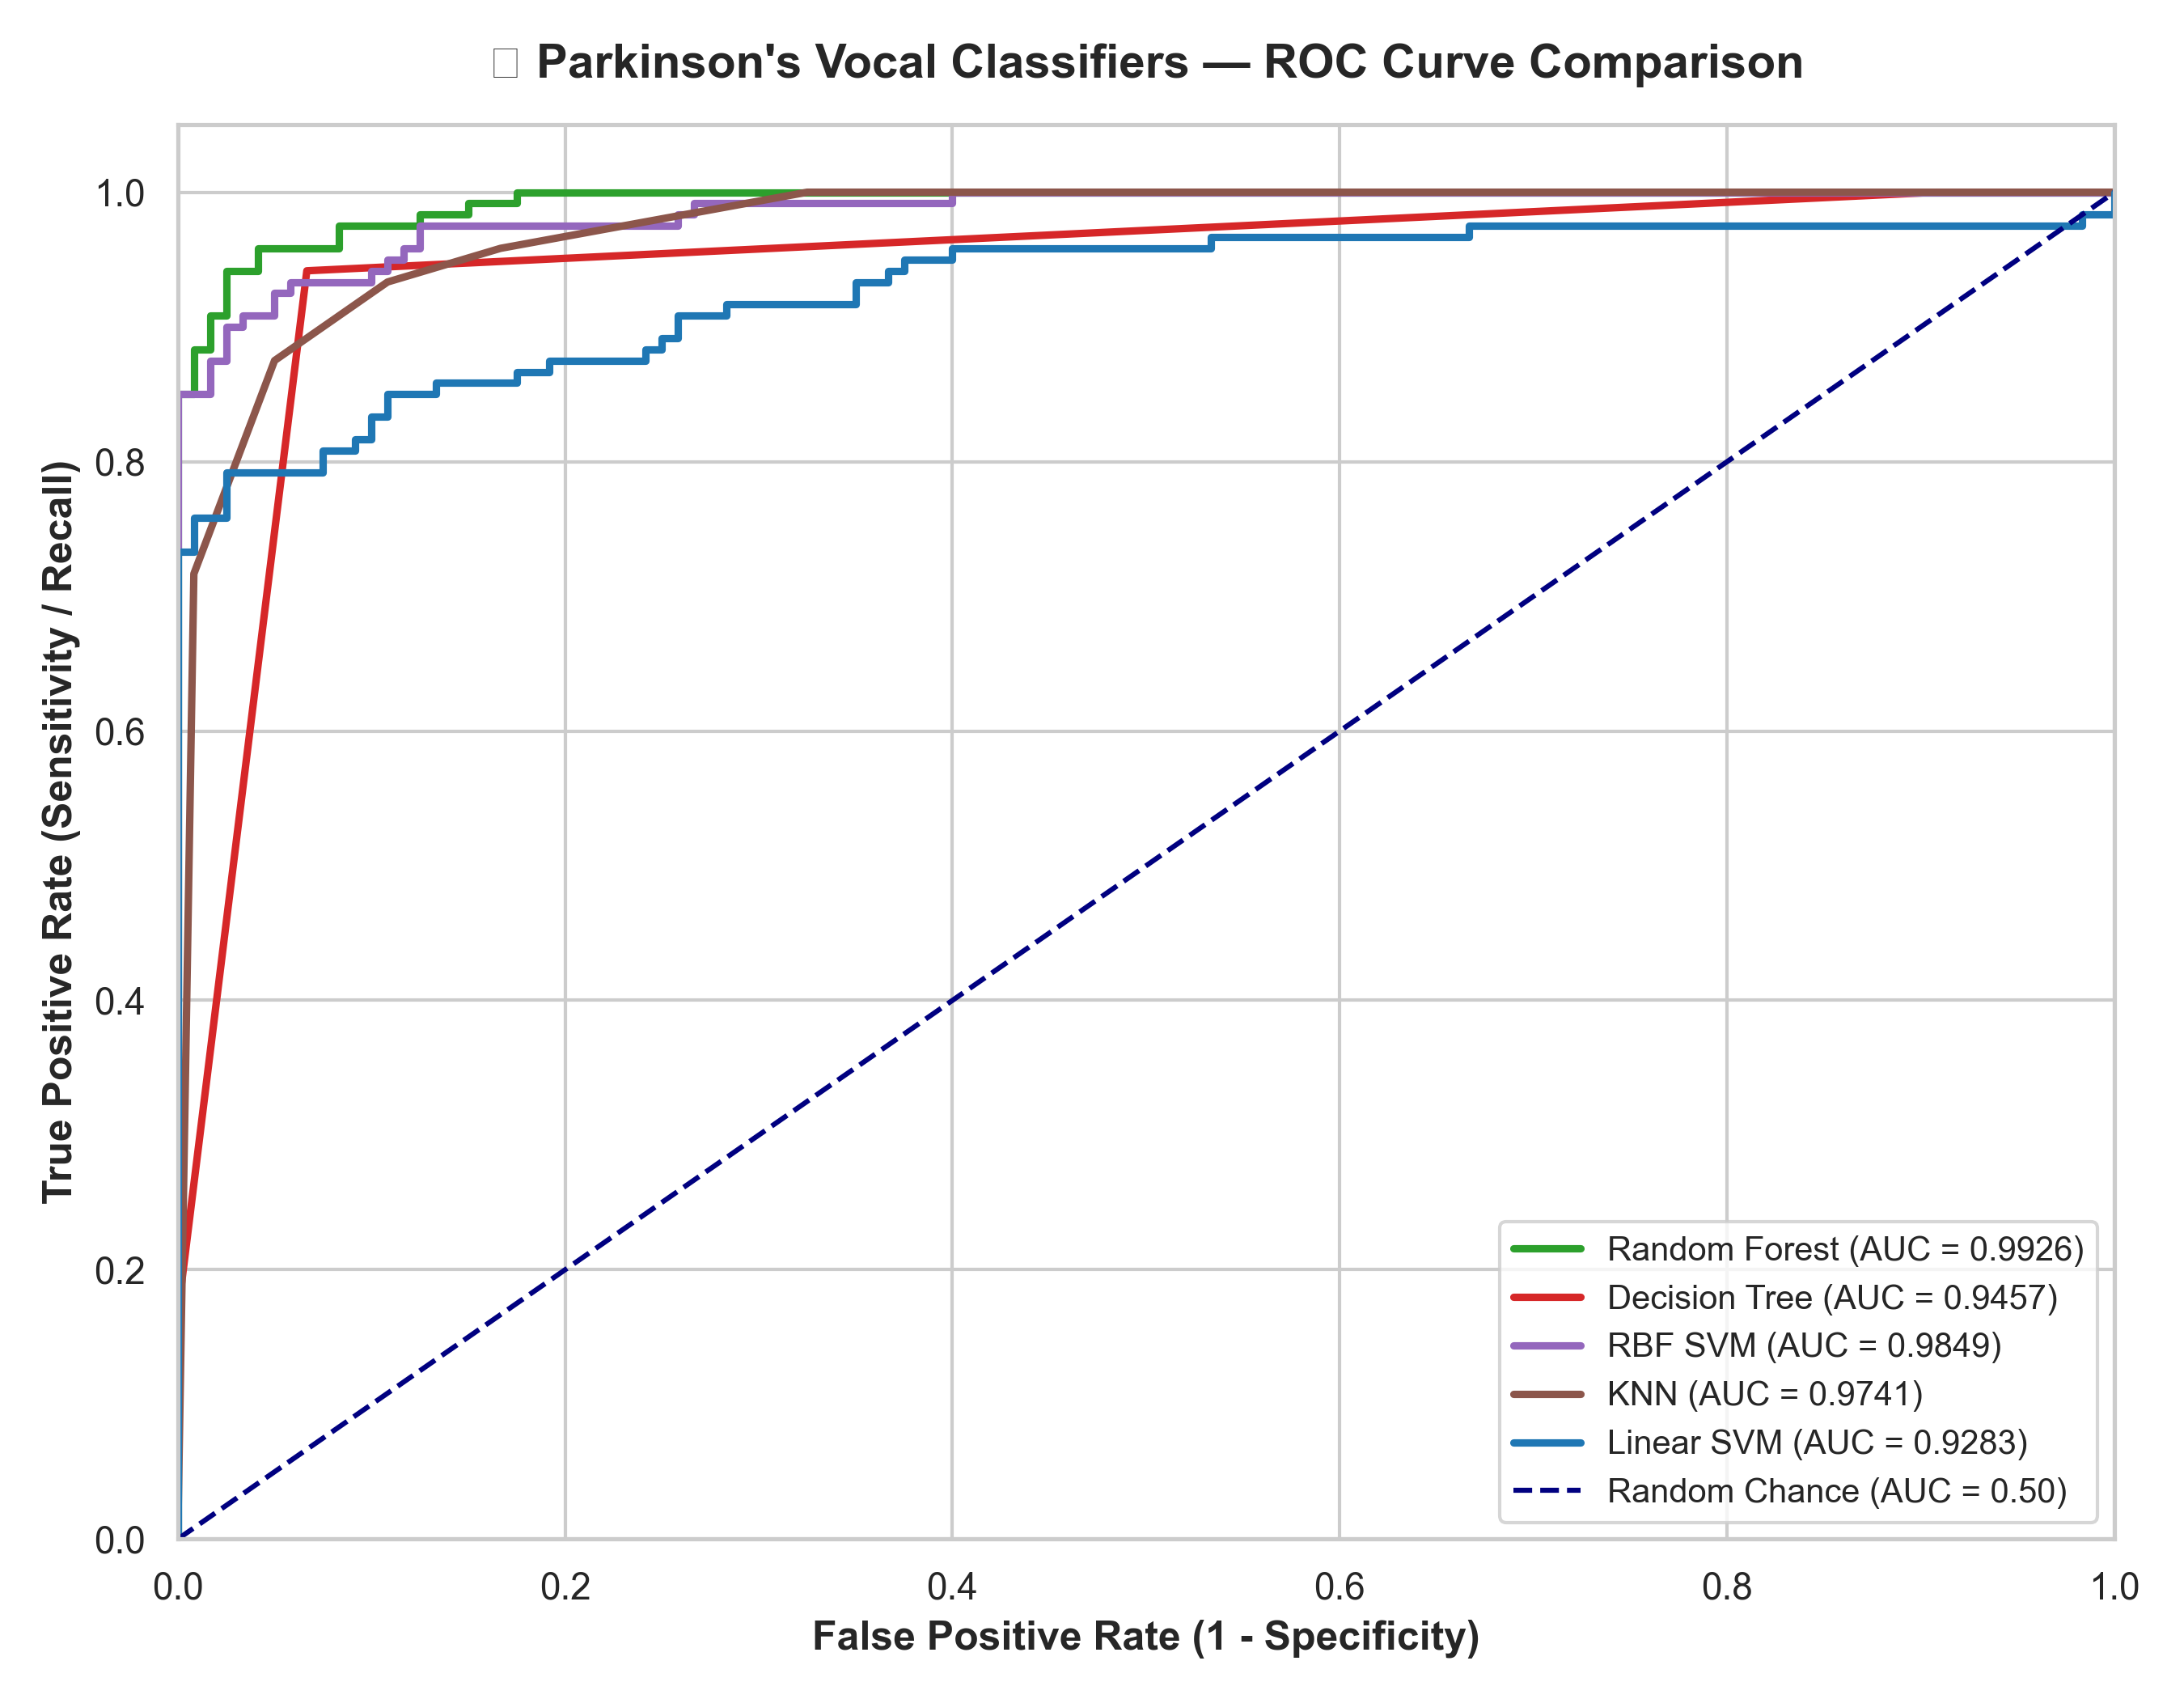 ▯ Parkinson's Vocal Classifiers — ROC Curve Comparison
True Positive Rate (Sensitivity / Recall)
1.0
0.8
0.6
0.4
0.2
0.0
Random Forest (AUC = 0.9926)
Decision Tree (AUC = 0.9457)
RBF SVM (AUC = 0.9849)
KNN (AUC = 0.9741)
Linear SVM (AUC = 0.9283)
Random Chance (AUC = 0.50)
0.0 0.2 0.4 0.6 0.8 1.0
False Positive Rate (1 - Specificity)